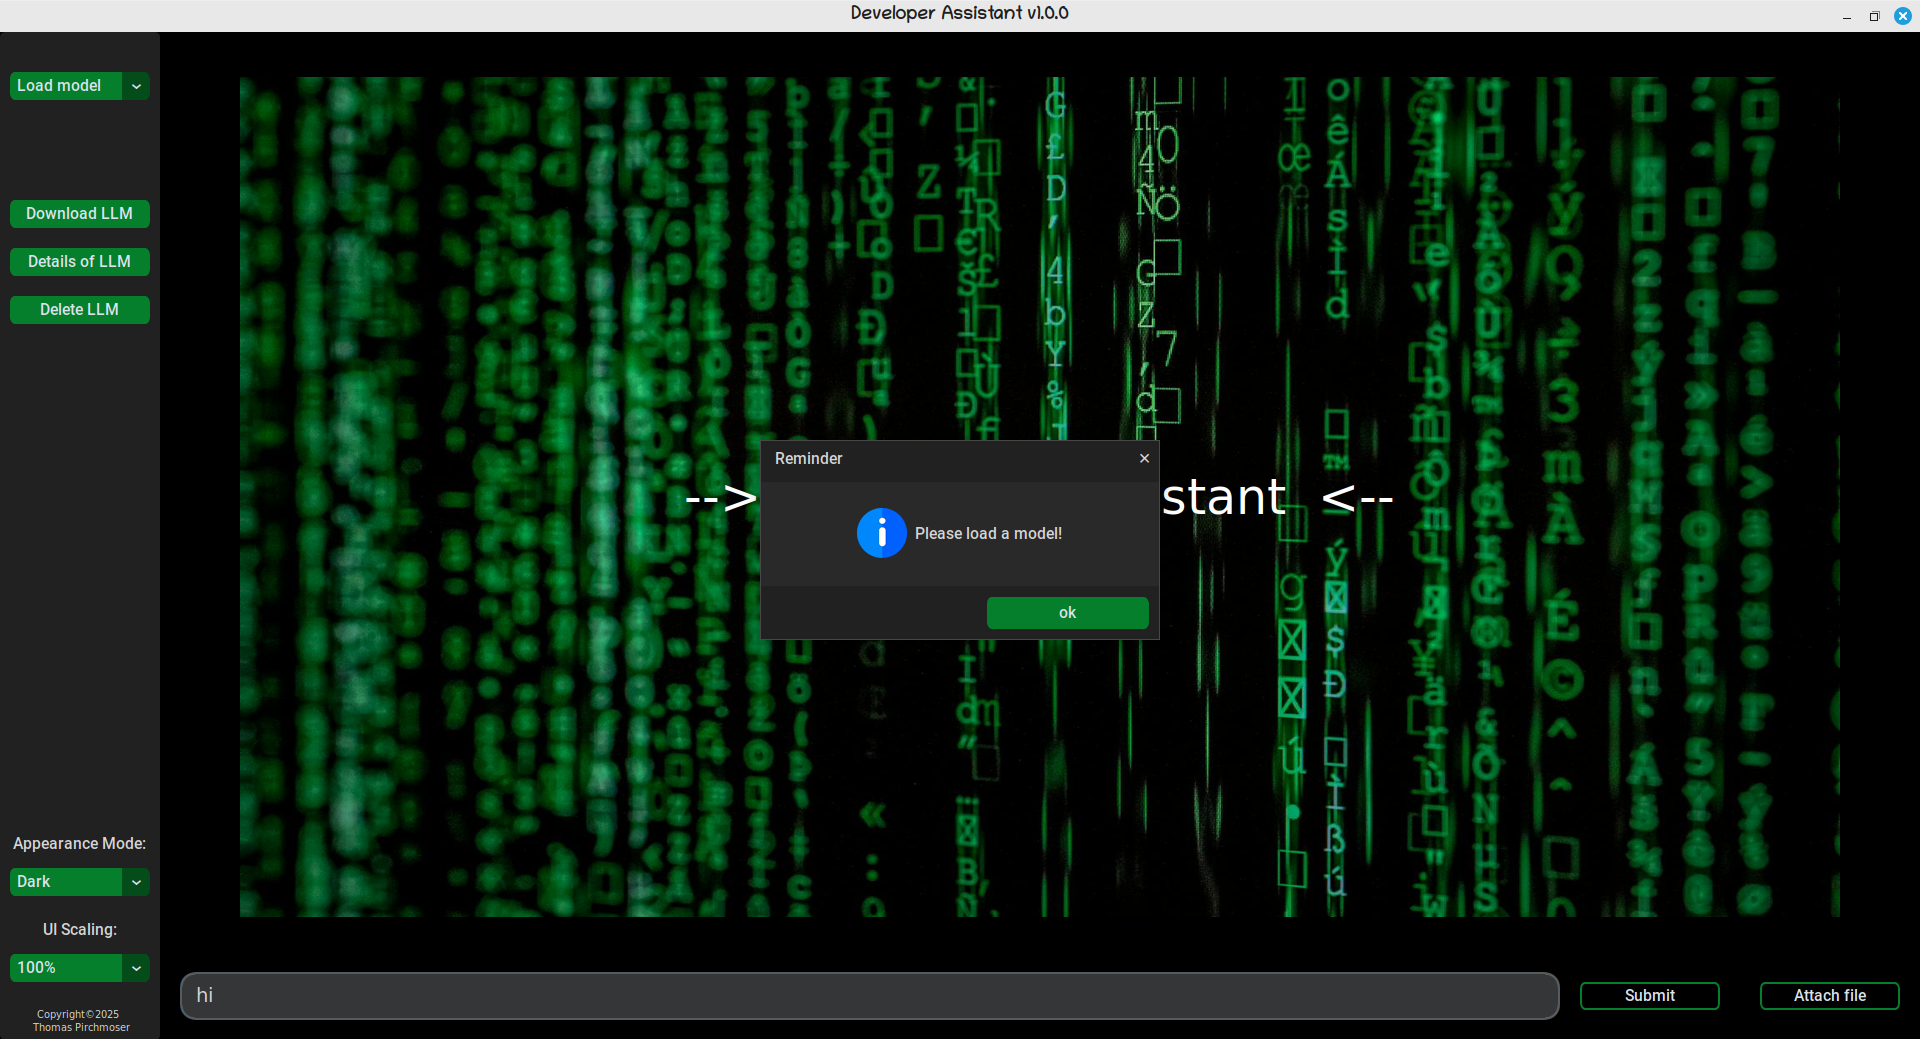 Developer Assistant v1.0.0
Load model
Download LLM
Details of LLM
Delete LLM
--> stant <--
Reminder
Please load a model!
ok
Appearance Mode:
Dark
UI Scaling:
100%
Copyright©2025
Thomas Pirchmoser
hi
Submit
Attach file